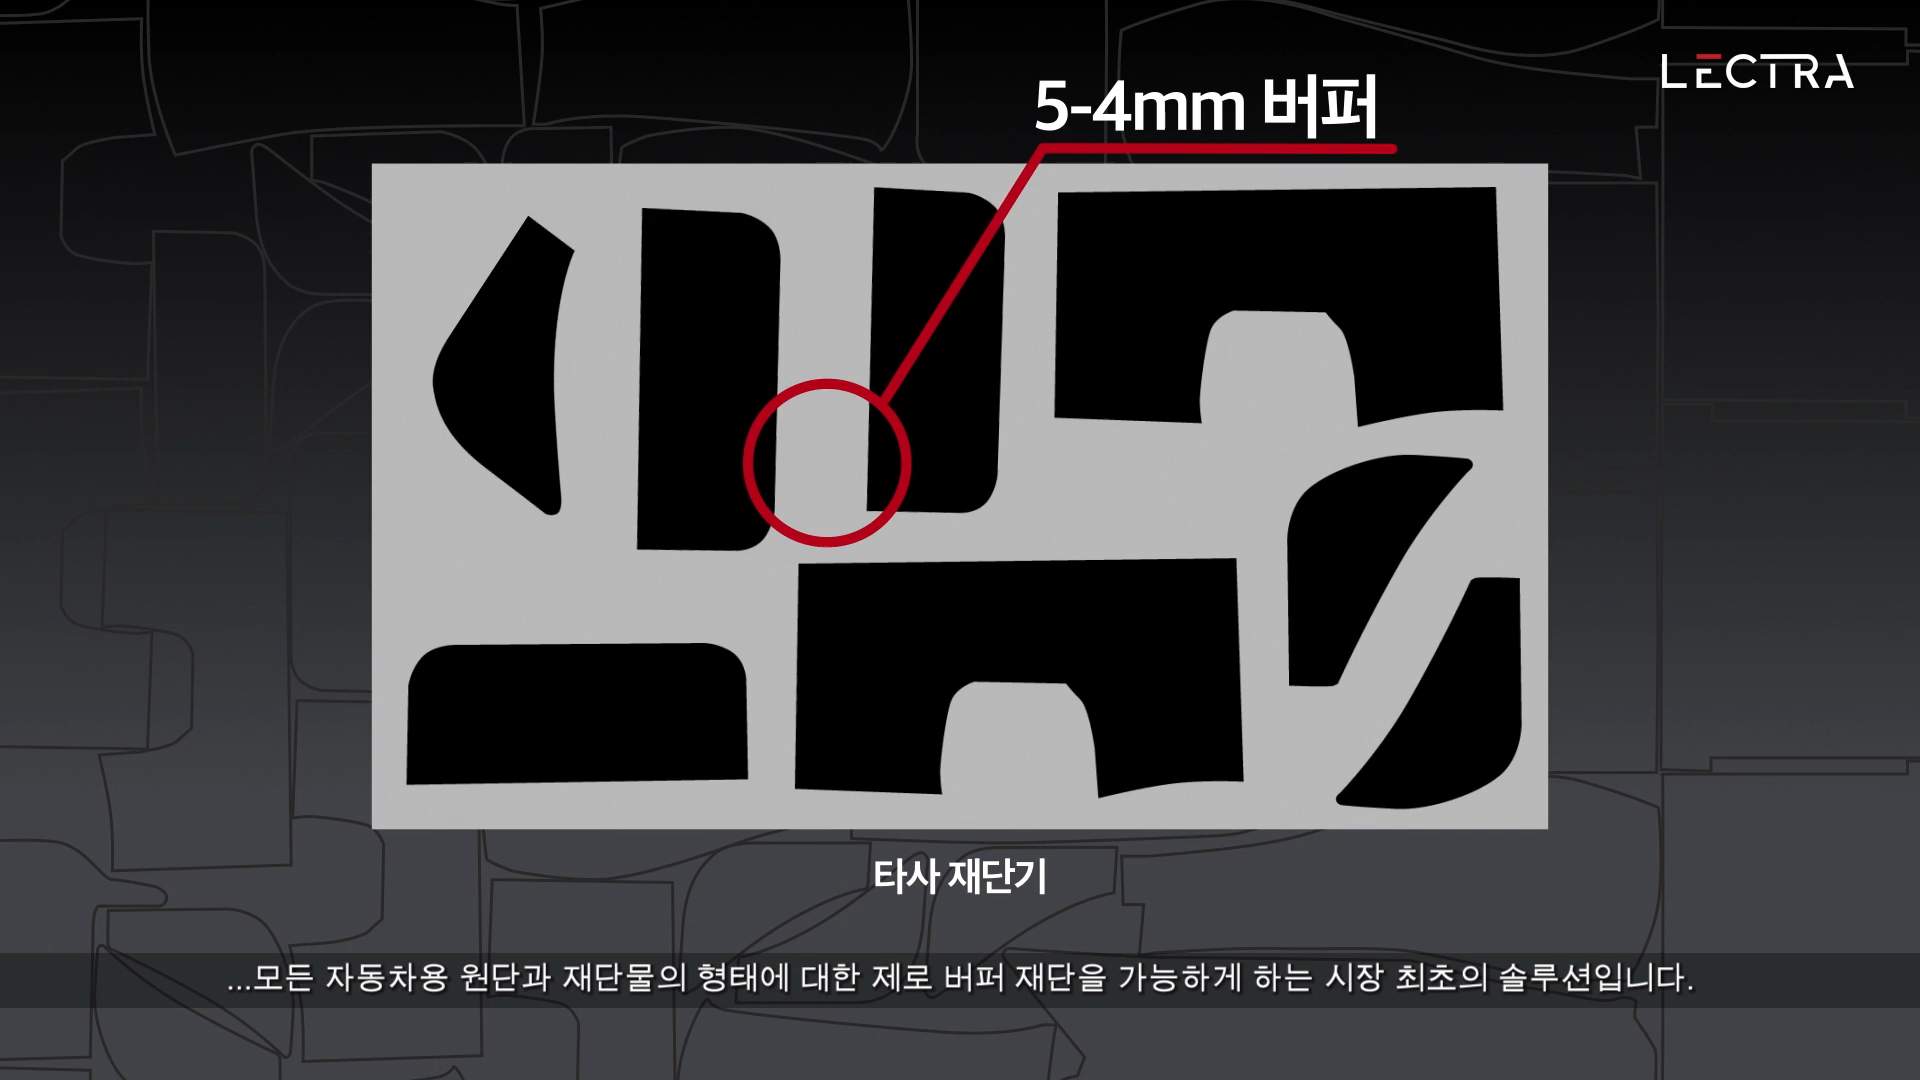 LECTRA
5-4mm 버퍼
타사 재단기
...모든 자동차용 원단과 재단물의 형태에 대한 제로 버퍼 재단을 가능하게 하는 시장 최초의 솔루션입니다.